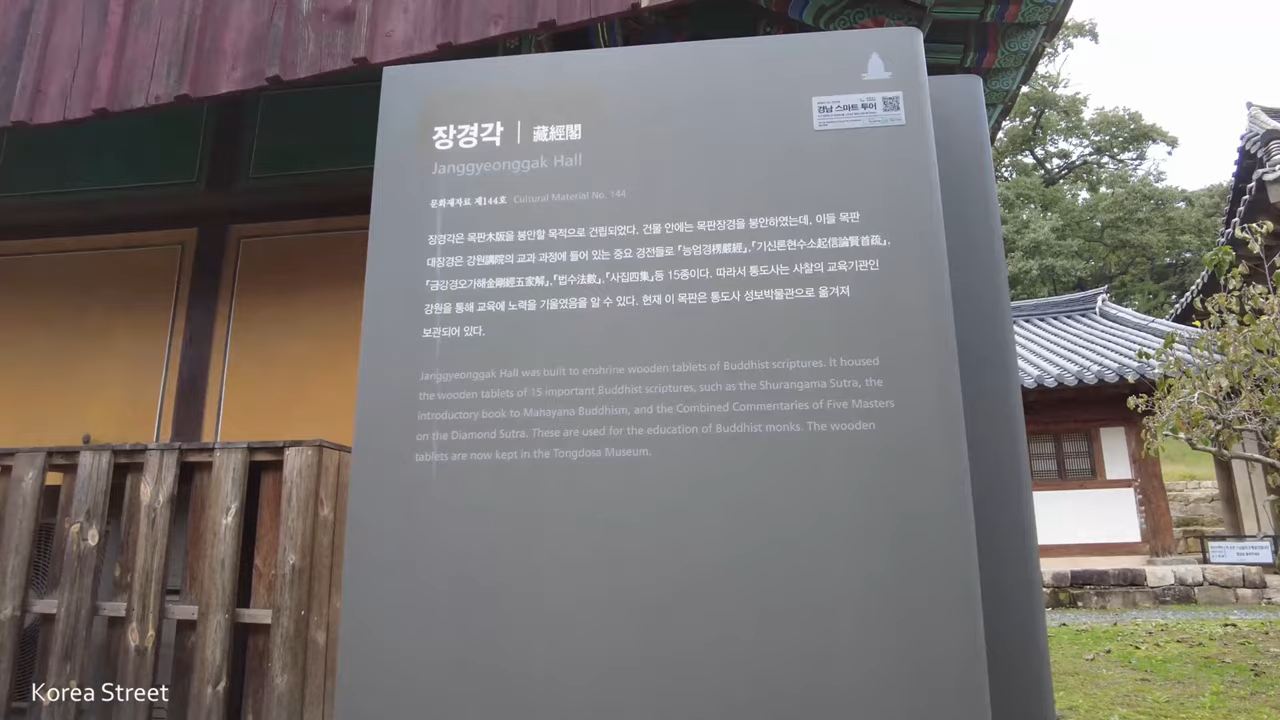 경남 스마트 투어
장경각 | 藏經閣
Janggyeonggak Hall
문화재자료 제144호 Cultural Material No. 144
장경각은 목판木阪을 봉안할 목적으로 건립되었다. 건물 안에는 목판장경을 봉안하였는데, 이들 목판
대장경은 강원講院의 교과 과정에 들어 있는 중요 경전들로 『능엄경楞嚴經』, 『기신론현수소起信論賢首疏』,
『금강경오가해金剛經五家解』, 『법수法數』, 『사집四集』등 15종이다. 따라서 통도사는 사찰의 교육기관인
강원을 통해 교육에 노력을 기울였음을 알 수 있다. 현재 이 목판은 통도사 성보박물관으로 옮겨져
보관되어 있다.
Janggyeonggak Hall was built to enshrine wooden tablets of Buddhist scriptures. It housed
the wooden tablets of 15 important Buddhist scriptures, such as the Shurangama Sutra, the
introductory book to Mahayana Buddhism, and the Combined Commentaries of Five Masters
on the Diamond Sutra. These are used for the education of Buddhist monks. The wooden
tablets are now kept in the Tongdosa Museum.
Korea Street